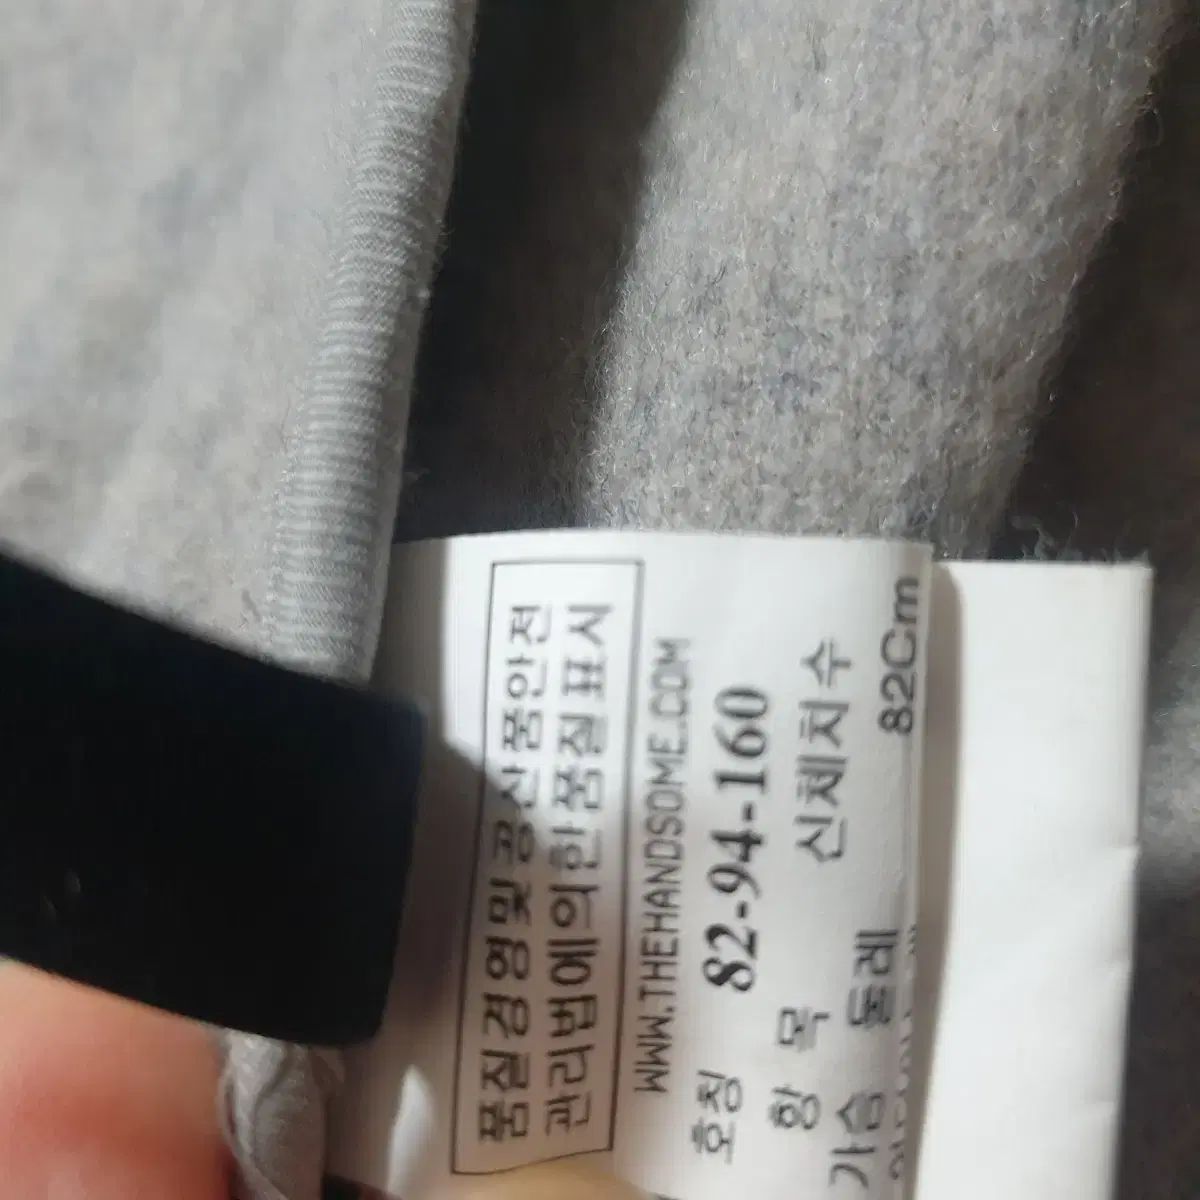 품질경영및공산품안전
관리법에의한품질표시
WWW.THEHANDSOME.COM
호칭 82-94-160
항 목 신체치수
가슴 둘레 82Cm